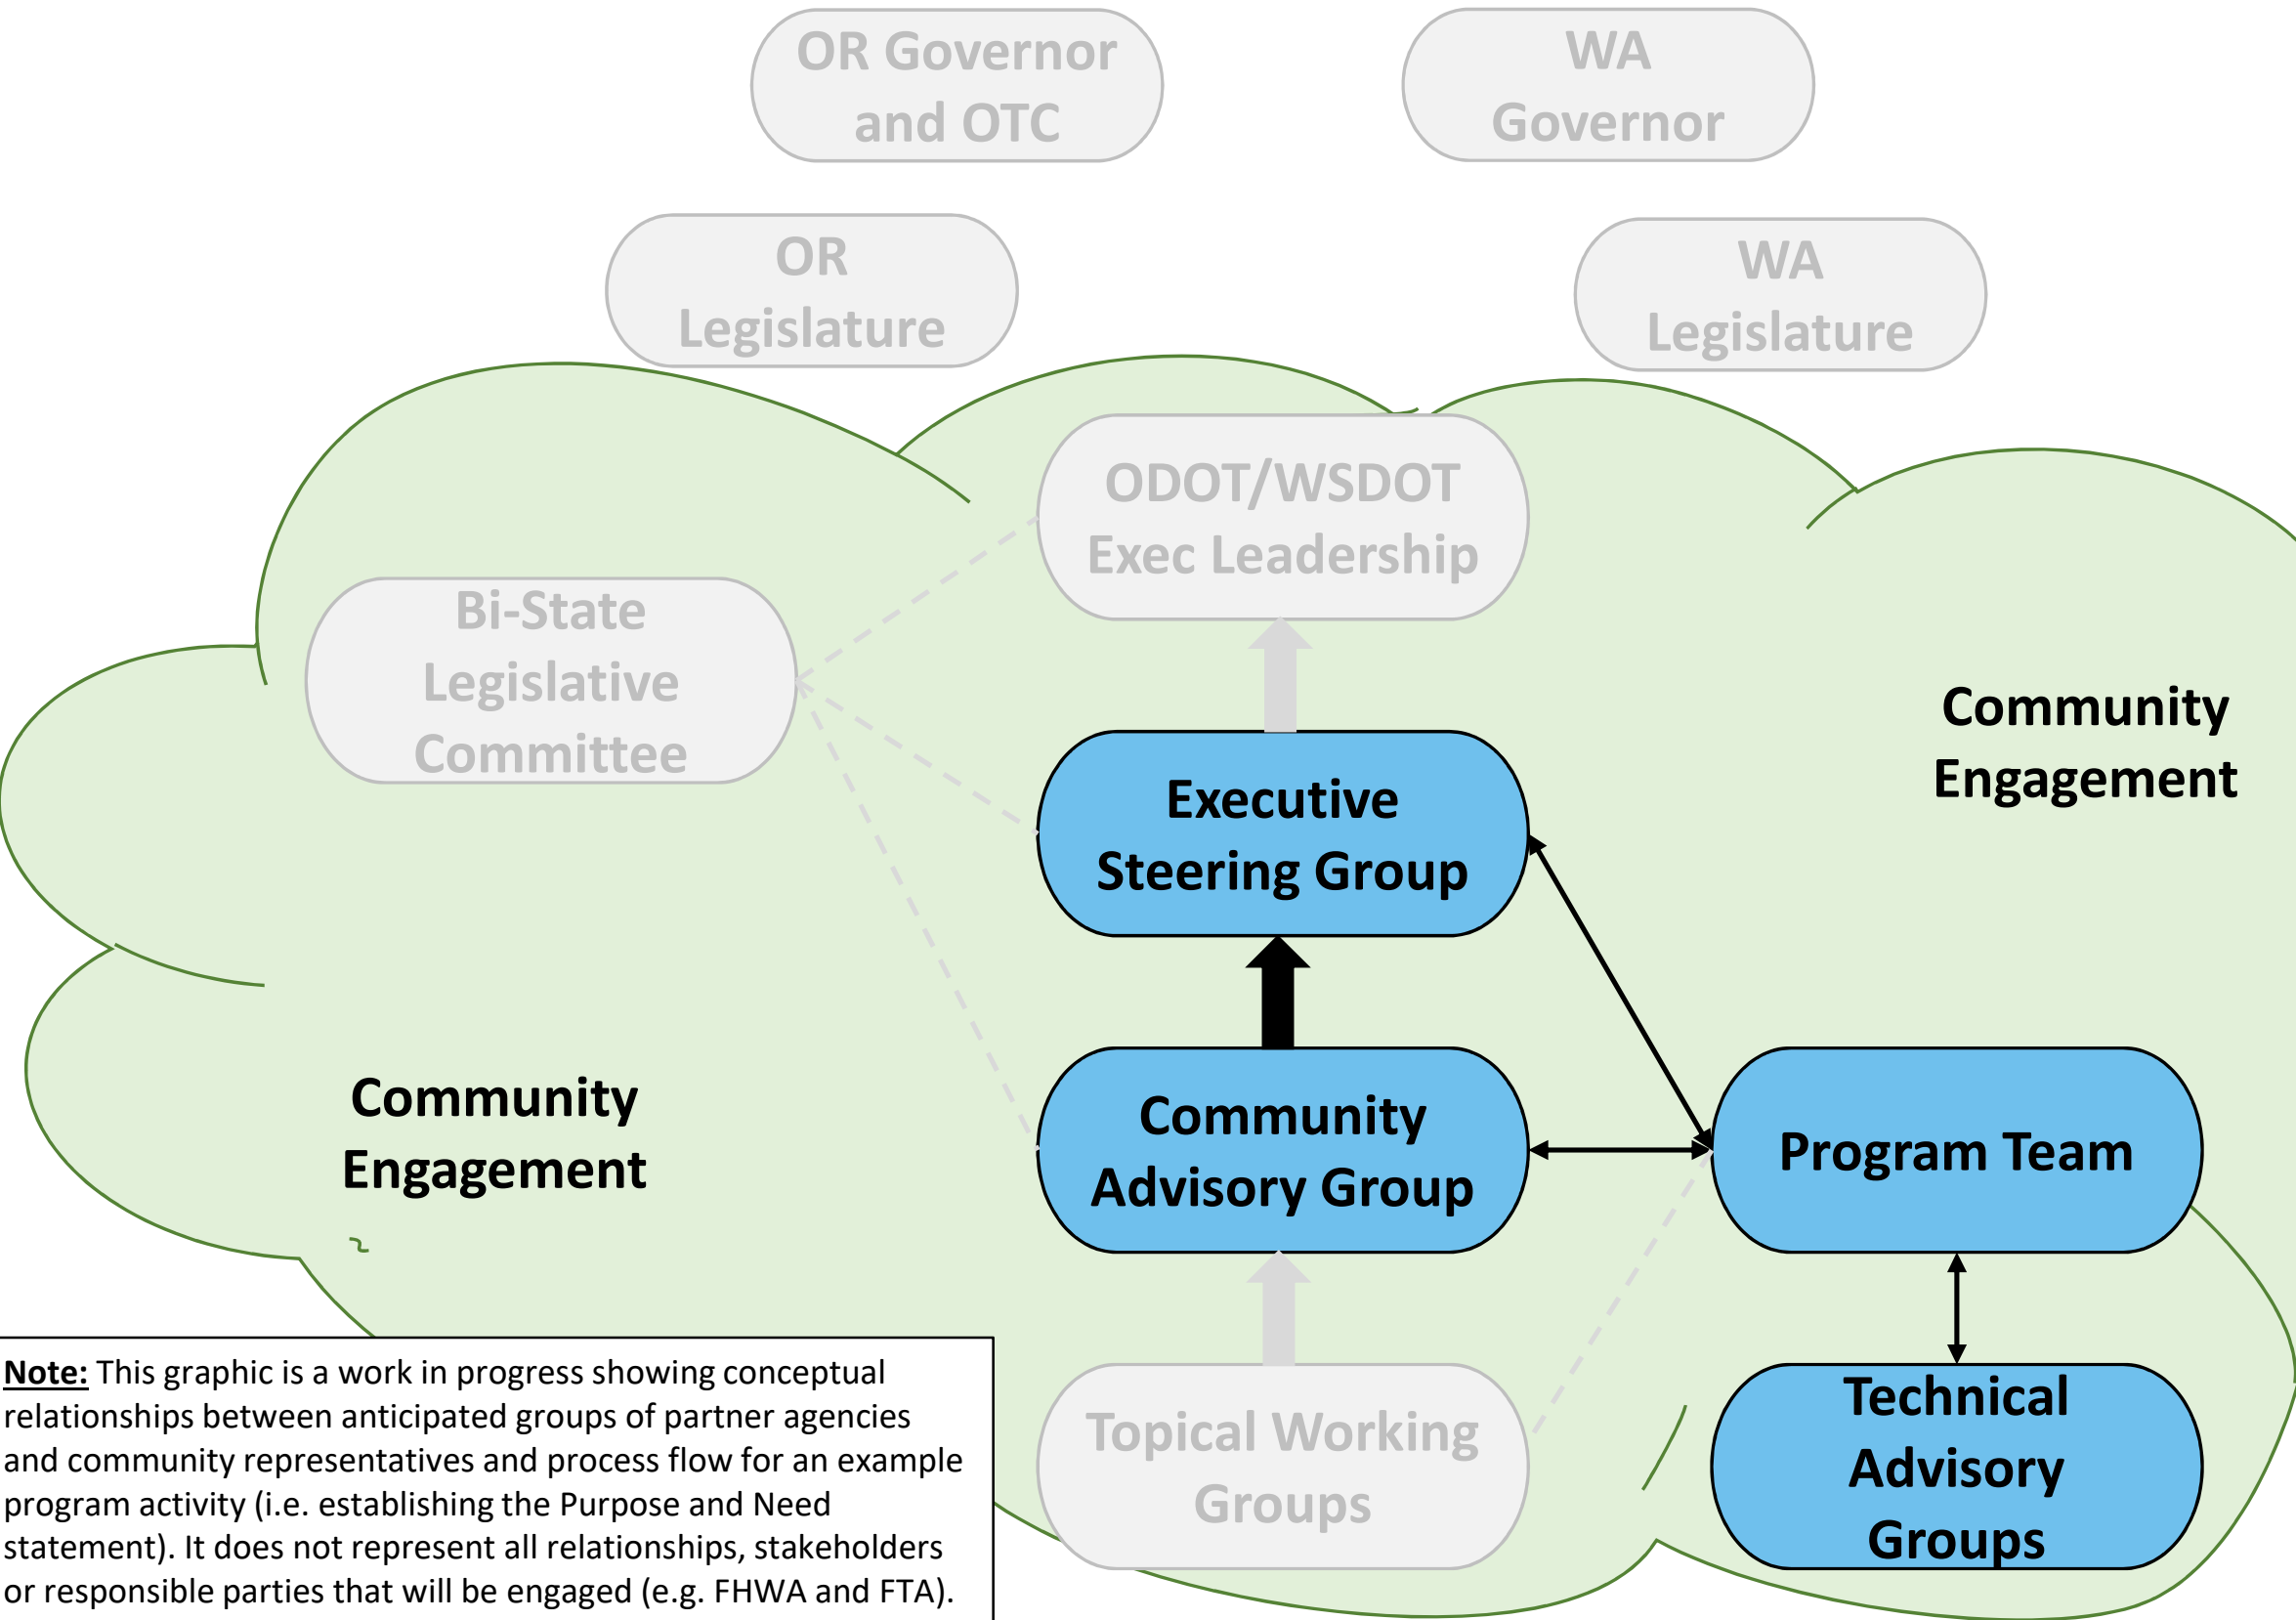 OR Governor
and OTC
WA
Governor
OR
Legislature
WA
Legislature
ODOT/WSDOT
Exec Leadership
Bi-State
Legislative
Committee
Community
Engagement
Executive
Steering Group
Community
Engagement
Community
Advisory Group
Program Team
Topical Working
Groups
Technical
Advisory
Groups
Note: This graphic is a work in progress showing conceptual
relationships between anticipated groups of partner agencies
and community representatives and process flow for an example
program activity (i.e. establishing the Purpose and Need
statement). It does not represent all relationships, stakeholders
or responsible parties that will be engaged (e.g. FHWA and FTA).